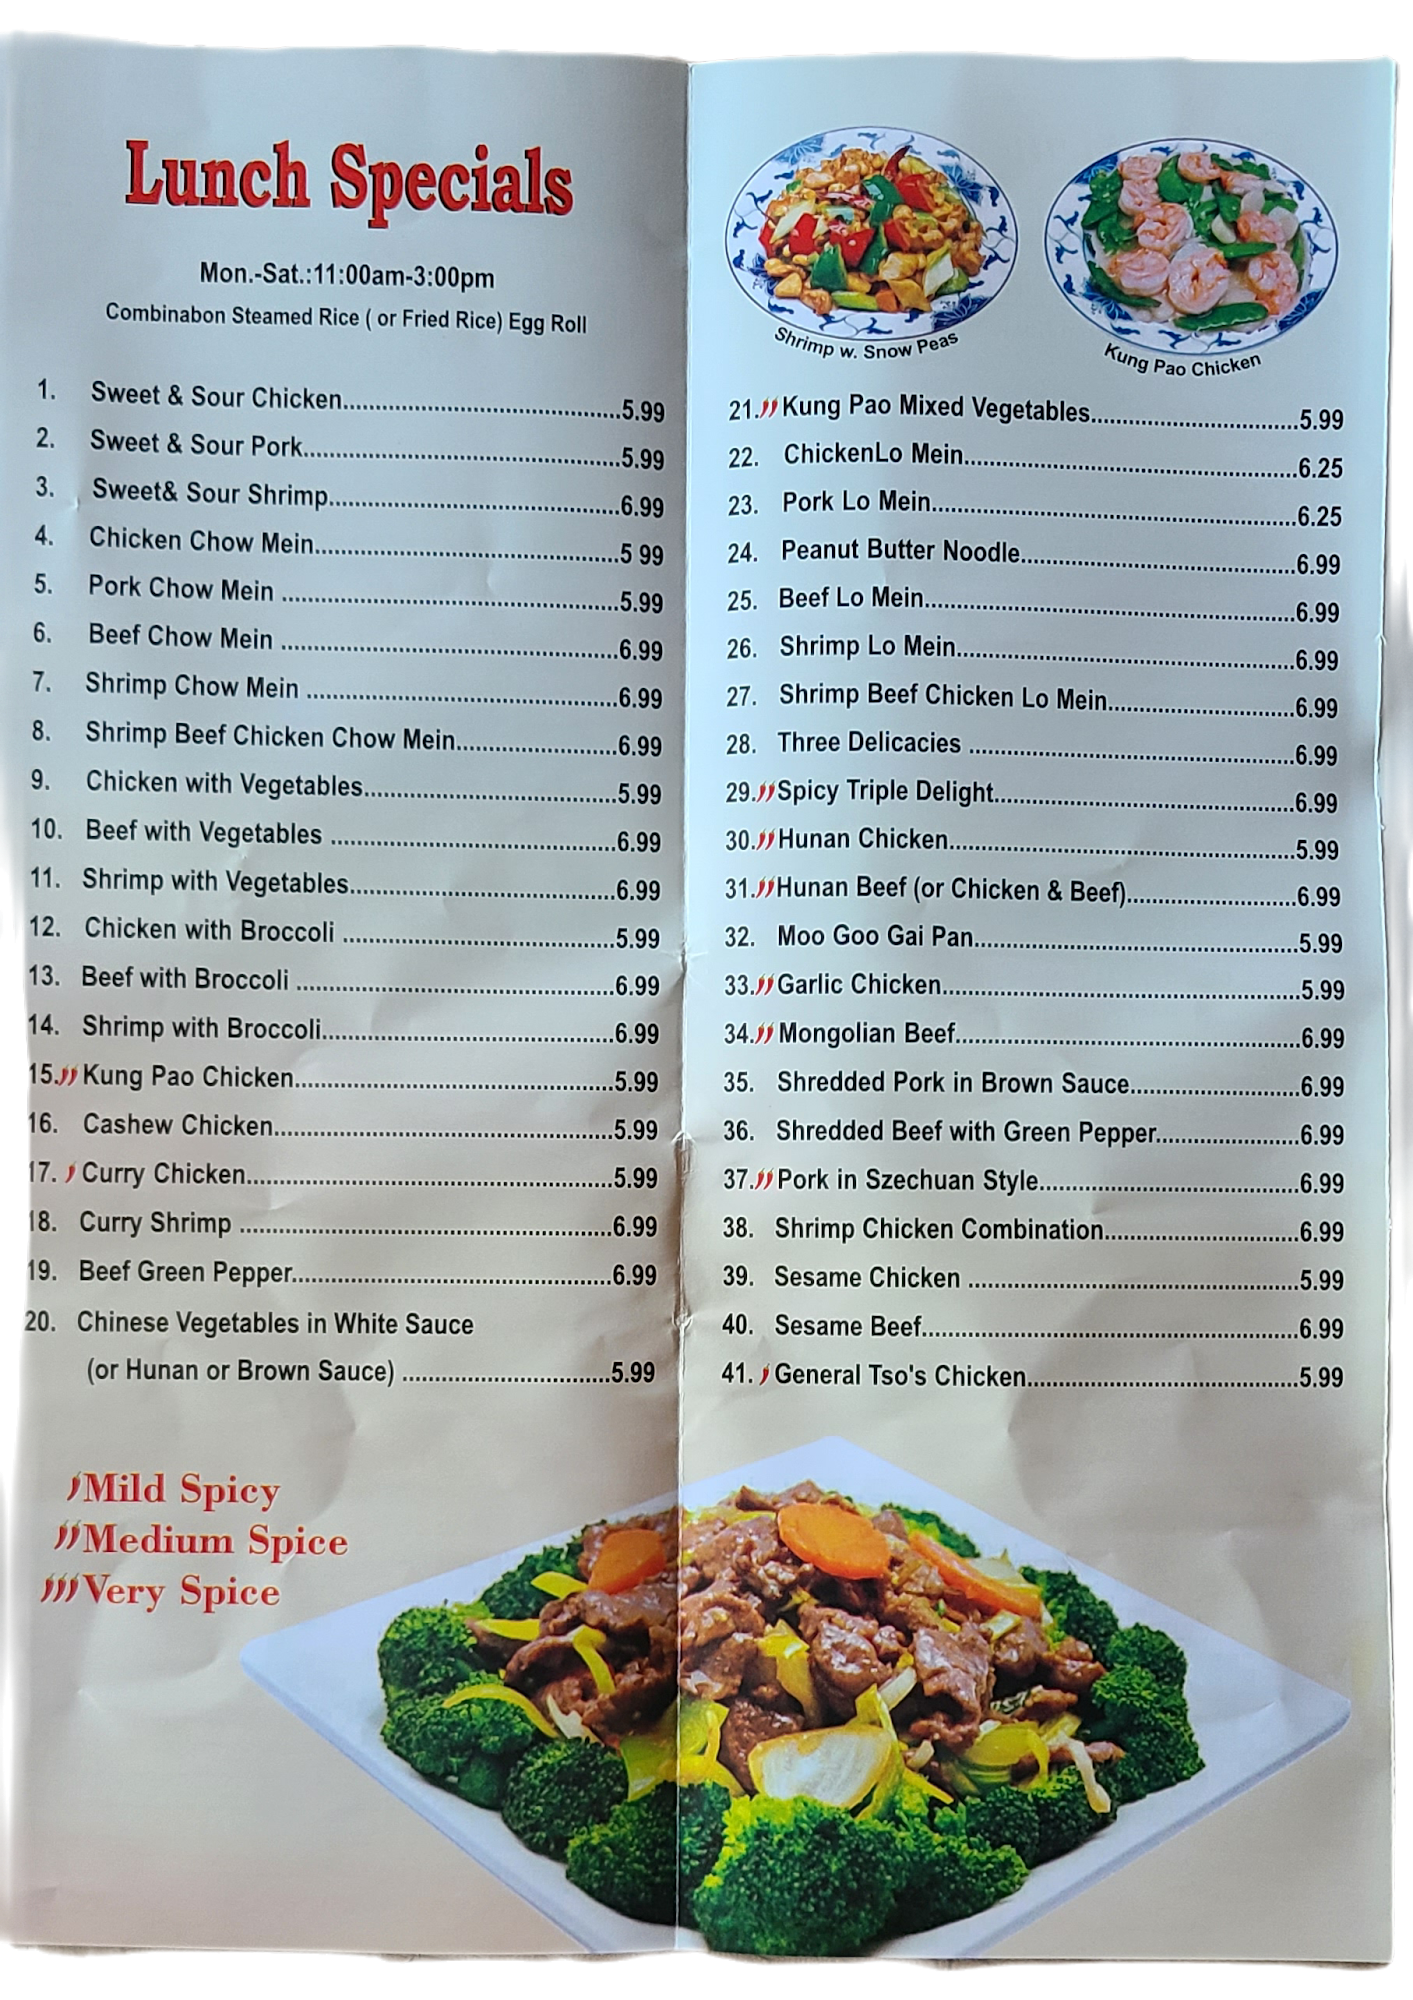 Lunch Specials
Mon.-Sat.:11:00am-3:00pm
Combinabon Steamed Rice ( or Fried Rice) Egg Roll
1. Sweet & Sour Chicken 5.99
2. Sweet & Sour Pork 5.99
3. Sweet& Sour Shrimp 6.99
4. Chicken Chow Mein 5 99
5. Pork Chow Mein 5.99
6. Beef Chow Mein 6.99
7. Shrimp Chow Mein 6.99
8. Shrimp Beef Chicken Chow Mein 6.99
9. Chicken with Vegetables 5.99
10. Beef with Vegetables 6.99
11. Shrimp with Vegetables 6.99
12. Chicken with Broccoli 5.99
13. Beef with Broccoli 6.99
14. Shrimp with Broccoli 6.99
15. Kung Pao Chicken 5.99
16. Cashew Chicken 5.99
17. Curry Chicken 5.99
18. Curry Shrimp 6.99
19. Beef Green Pepper 6.99
20. Chinese Vegetables in White Sauce
(or Hunan or Brown Sauce) 5.99
Mild Spicy
Medium Spice
Very Spice
Shrimp w. Snow Peas
Kung Pao Chicken
21. Kung Pao Mixed Vegetables 5.99
22. ChickenLo Mein 6.25
23. Pork Lo Mein 6.25
24. Peanut Butter Noodle 6.99
25. Beef Lo Mein 6.99
26. Shrimp Lo Mein 6.99
27. Shrimp Beef Chicken Lo Mein 6.99
28. Three Delicacies 6.99
29. Spicy Triple Delight 6.99
30. Hunan Chicken 5.99
31. Hunan Beef (or Chicken & Beef) 6.99
32. Moo Goo Gai Pan 5.99
33. Garlic Chicken 5.99
34. Mongolian Beef 6.99
35. Shredded Pork in Brown Sauce 6.99
36. Shredded Beef with Green Pepper 6.99
37. Pork in Szechuan Style 6.99
38. Shrimp Chicken Combination 6.99
39. Sesame Chicken 5.99
40. Sesame Beef 6.99
41. General Tso's Chicken 5.99